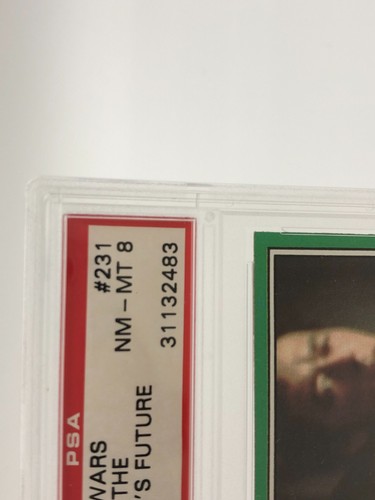 PSA
WARS #231
THE NM-MT 8
'S FUTURE 31132483